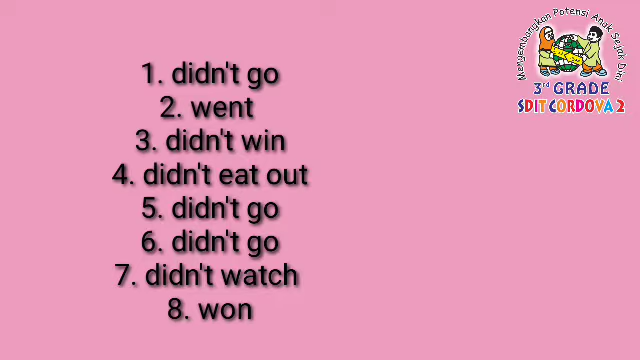 1. didn't go
2. went
3. didn't win
4. didn't eat out
5. didn't go
6. didn't go
7. didn't watch
8. won
Menyembangkan Potensi Anak Sejak Dini
3rd GRADE
SDIT CORDOVA 2